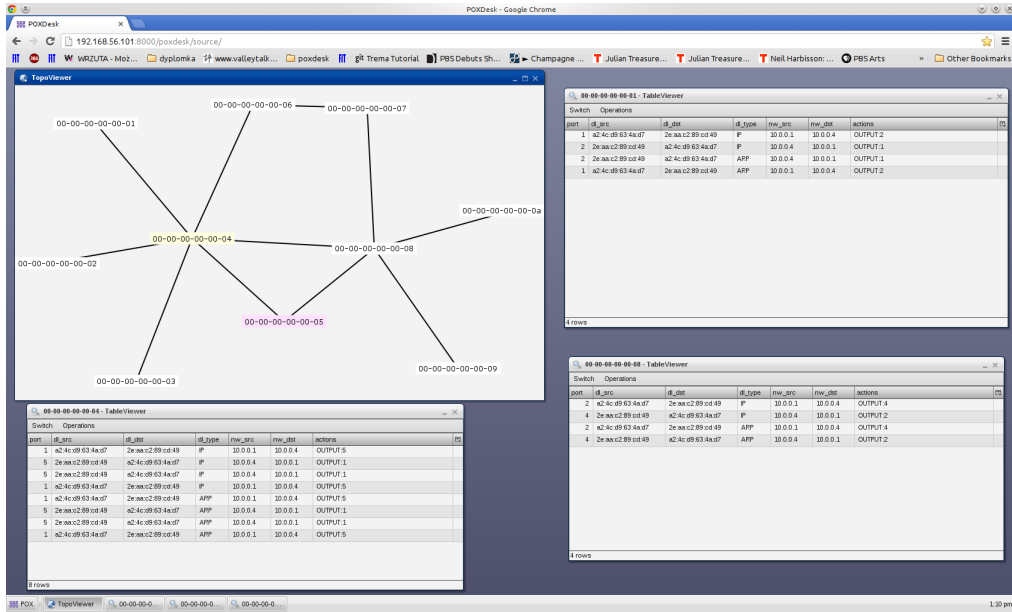 POXDesk - Google Chrome
POXDesk ×
192.168.56.101:8000/poxdesk/source/
WRZUTA - Moż... dyplomka www.valleytalk... poxdesk git Trema Tutorial PBS Debuts Sh... ► Champagne ... Julian Treasure... Julian Treasure... Neil Harbisson: ... PBS Arts » Other Bookmarks
TopoViewer
00-00-00-00-00-06
00-00-00-00-00-07
00-00-00-00-00-01
00-00-00-00-00-0a
00-00-00-00-00-04
00-00-00-00-00-08
00-00-00-00-00-02
00-00-00-00-00-05
00-00-00-00-00-09
00-00-00-00-00-03
00-00-00-00-00-01 - TableViewer
Switch Operations
port dl_src dl_dst dl_type nw_src nw_dst actions
1 a2:4c:d9:63:4a:d7 2e:aa:c2:89:cd:49 IP 10.0.0.1 10.0.0.4 OUTPUT:2
2 2e:aa:c2:89:cd:49 a2:4c:d9:63:4a:d7 IP 10.0.0.4 10.0.0.1 OUTPUT:1
2 2e:aa:c2:89:cd:49 a2:4c:d9:63:4a:d7 ARP 10.0.0.4 10.0.0.1 OUTPUT:1
1 a2:4c:d9:63:4a:d7 2e:aa:c2:89:cd:49 ARP 10.0.0.1 10.0.0.4 OUTPUT:2
4 rows
00-00-00-00-00-08 - TableViewer
Switch Operations
port dl_src dl_dst dl_type nw_src nw_dst actions
2 a2:4c:d9:63:4a:d7 2e:aa:c2:89:cd:49 IP 10.0.0.1 10.0.0.4 OUTPUT:4
4 2e:aa:c2:89:cd:49 a2:4c:d9:63:4a:d7 IP 10.0.0.4 10.0.0.1 OUTPUT:2
2 a2:4c:d9:63:4a:d7 2e:aa:c2:89:cd:49 ARP 10.0.0.1 10.0.0.4 OUTPUT:4
4 2e:aa:c2:89:cd:49 a2:4c:d9:63:4a:d7 ARP 10.0.0.4 10.0.0.1 OUTPUT:2
4 rows
00-00-00-00-00-04 - TableViewer
Switch Operations
port dl_src dl_dst dl_type nw_src nw_dst actions
1 a2:4c:d9:63:4a:d7 2e:aa:c2:89:cd:49 IP 10.0.0.1 10.0.0.4 OUTPUT:5
5 2e:aa:c2:89:cd:49 a2:4c:d9:63:4a:d7 IP 10.0.0.4 10.0.0.1 OUTPUT:1
5 2e:aa:c2:89:cd:49 a2:4c:d9:63:4a:d7 IP 10.0.0.4 10.0.0.1 OUTPUT:1
1 a2:4c:d9:63:4a:d7 2e:aa:c2:89:cd:49 IP 10.0.0.1 10.0.0.4 OUTPUT:5
1 a2:4c:d9:63:4a:d7 2e:aa:c2:89:cd:49 ARP 10.0.0.1 10.0.0.4 OUTPUT:5
5 2e:aa:c2:89:cd:49 a2:4c:d9:63:4a:d7 ARP 10.0.0.4 10.0.0.1 OUTPUT:1
5 2e:aa:c2:89:cd:49 a2:4c:d9:63:4a:d7 ARP 10.0.0.4 10.0.0.1 OUTPUT:1
1 a2:4c:d9:63:4a:d7 2e:aa:c2:89:cd:49 ARP 10.0.0.1 10.0.0.4 OUTPUT:5
8 rows
POX TopoViewer 00-00-00-0... 00-00-00-0... 00-00-00-0... 1:10 pm